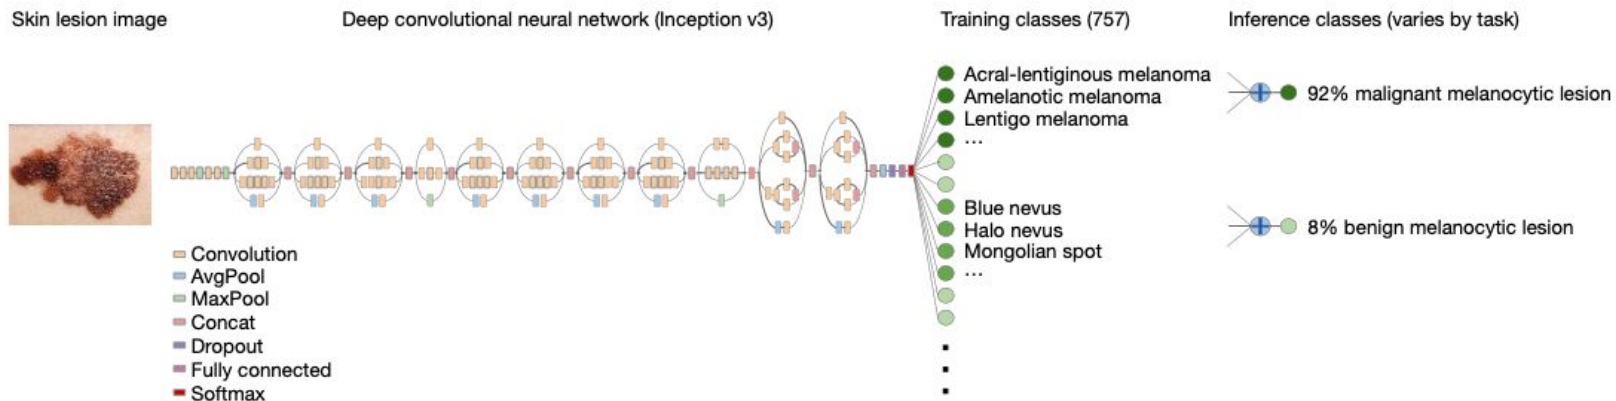 Skin lesion image
Deep convolutional neural network (Inception v3)
Training classes (757)
Inference classes (varies by task)
Acral-lentiginous melanoma
Amelanotic melanoma
Lentigo melanoma
...
Blue nevus
Halo nevus
Mongolian spot
...
92% malignant melanocytic lesion
8% benign melanocytic lesion
Convolution
AvgPool
MaxPool
Concat
Dropout
Fully connected
Softmax